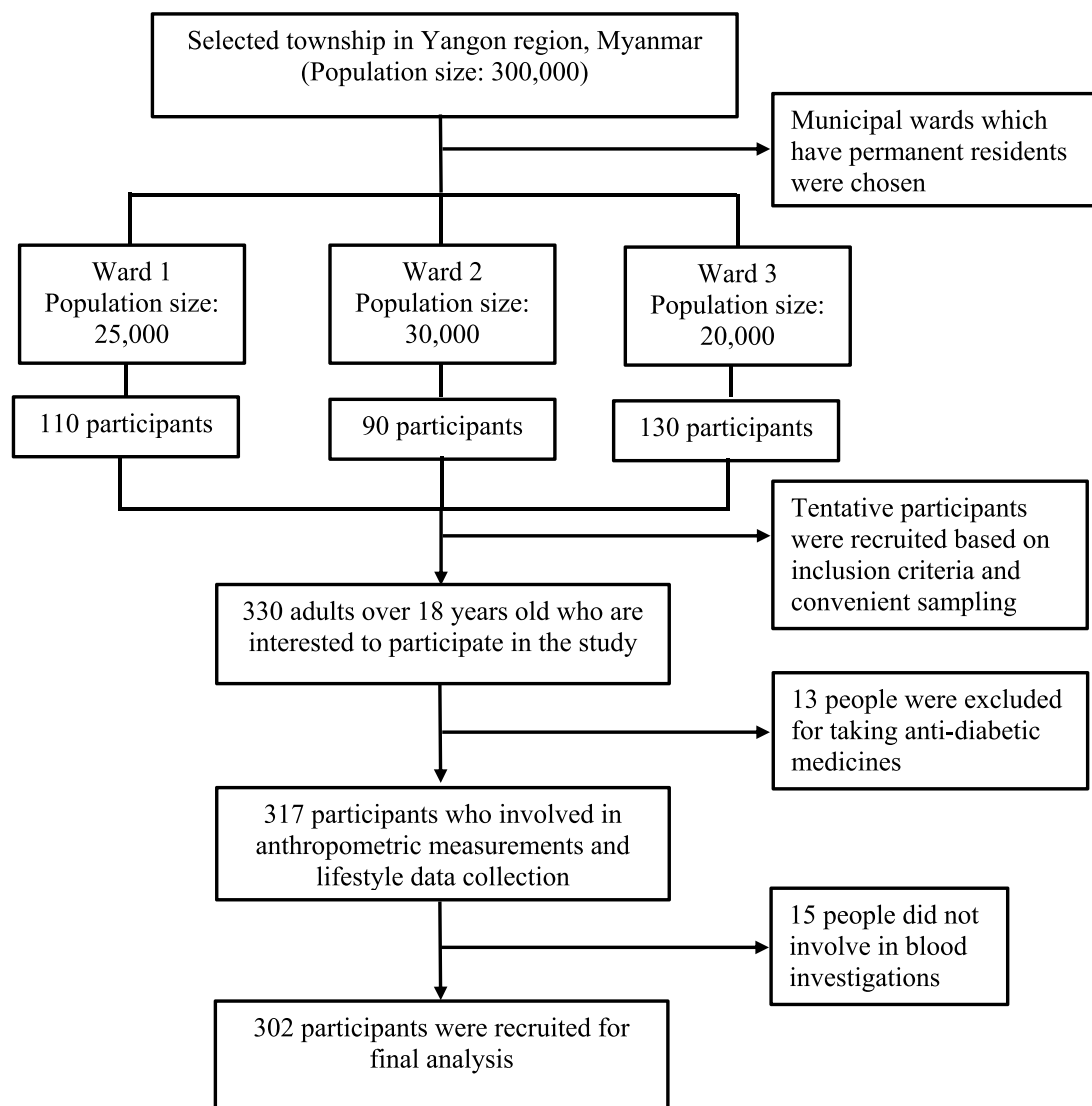 Selected township in Yangon region, Myanmar
(Population size: 300,000)
Municipal wards which
have permanent residents
were chosen
Ward 1
Population size:
25,000
Ward 2
Population size:
30,000
Ward 3
Population size:
20,000
110 participants
90 participants
130 participants
Tentative participants
were recruited based on
inclusion criteria and
convenient sampling
330 adults over 18 years old who are
interested to participate in the study
13 people were excluded
for taking anti-diabetic
medicines
317 participants who involved in
anthropometric measurements and
lifestyle data collection
15 people did not
involve in blood
investigations
302 participants were recruited for
final analysis